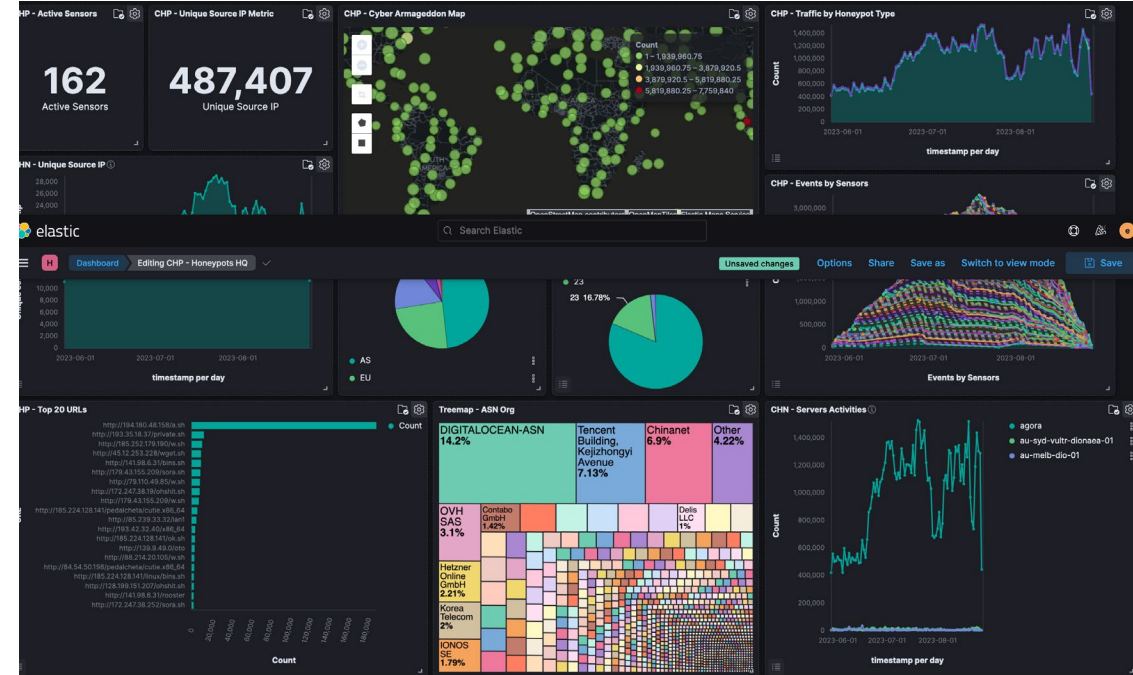 HP - Active Sensors
162
Active Sensors
CHP - Unique Source IP Metric
487,407
Unique Source IP
CHP - Cyber Armageddon Map
Count
1 – 1,939,960.75
1,939,960.75 – 3,879,920.5
3,879,920.5 – 5,819,880.25
5,819,880.25 – 7,759,840
AFRICA
SOUTH
AMERICA
OpenStreetMap contributors OpenMapTiles Elastic Maps Service
CHP - Traffic by Honeypot Type
1,400,000
1,200,000
1,000,000
800,000
600,000
400,000
200,000
0
Count
2023-06-01
2023-07-01
2023-08-01
timestamp per day
HN - Unique Source IP
28,000
26,000
24,000
CHP - Events by Sensors
3,000,000
elastic
Search Elastic
e
H
Dashboard
Editing CHP - Honeypots HQ
Unsaved changes
Options
Share
Save as
Switch to view mode
Save
10,000
8,000
6,000
4,000
2,000
0
2023-06-01
2023-07-01
2023-08-01
timestamp per day
AS
EU
23
23 16.78%
1,000,000
500,000
0
2023-06-01
2023-07-01
2023-08-01
Events by Sensors
HP - Top 20 URLs
Count
http://194.180.48.158/a.sh
http://193.35.18.37/private.sh
http://185.252.179.190/w.sh
http://45.12.253.228/wget.sh
http://141.98.6.31/bins.sh
http://179.43.155.209/sora.sh
http://79.110.49.85/w.sh
http://172.247.38.19/ohshit.sh
http://179.43.155.209/w.sh
http://185.224.128.141/pedalcheta/cutie.x86_64
http://85.239.33.32/lan1
http://193.42.32.40/x86_64
http://185.224.128.141/ok.sh
http://139.9.49.0/oto
http://88.214.20.105/w.sh
http://84.54.50.198/pedalcheta/cutie.x86_64
http://185.224.128.141/linux/bins.sh
http://128.199.151.207/ohshit.sh
http://141.98.6.31/rooster
http://172.247.38.252/sora.sh
0
20,000
40,000
60,000
80,000
100,000
120,000
140,000
160,000
180,000
Count
Treemap - ASN Org
DIGITALOCEAN-ASN
14.2%
Tencent
Building,
Kejizhongyi
Avenue
7.13%
Chinanet
6.9%
Other
4.22%
OVH
SAS
3.1%
Contabo
GmbH
1.42%
Delis
LLC
1%
Hetzner
Online
GmbH
2.21%
Korea
Telecom
2%
IONOS
SE
1.79%
CHN - Servers Activities
1,400,000
1,200,000
1,000,000
800,000
600,000
400,000
200,000
0
Count
2023-06-01
2023-07-01
2023-08-01
timestamp per day
agora
au-syd-vultr-dionaea-01
au-melb-dio-01